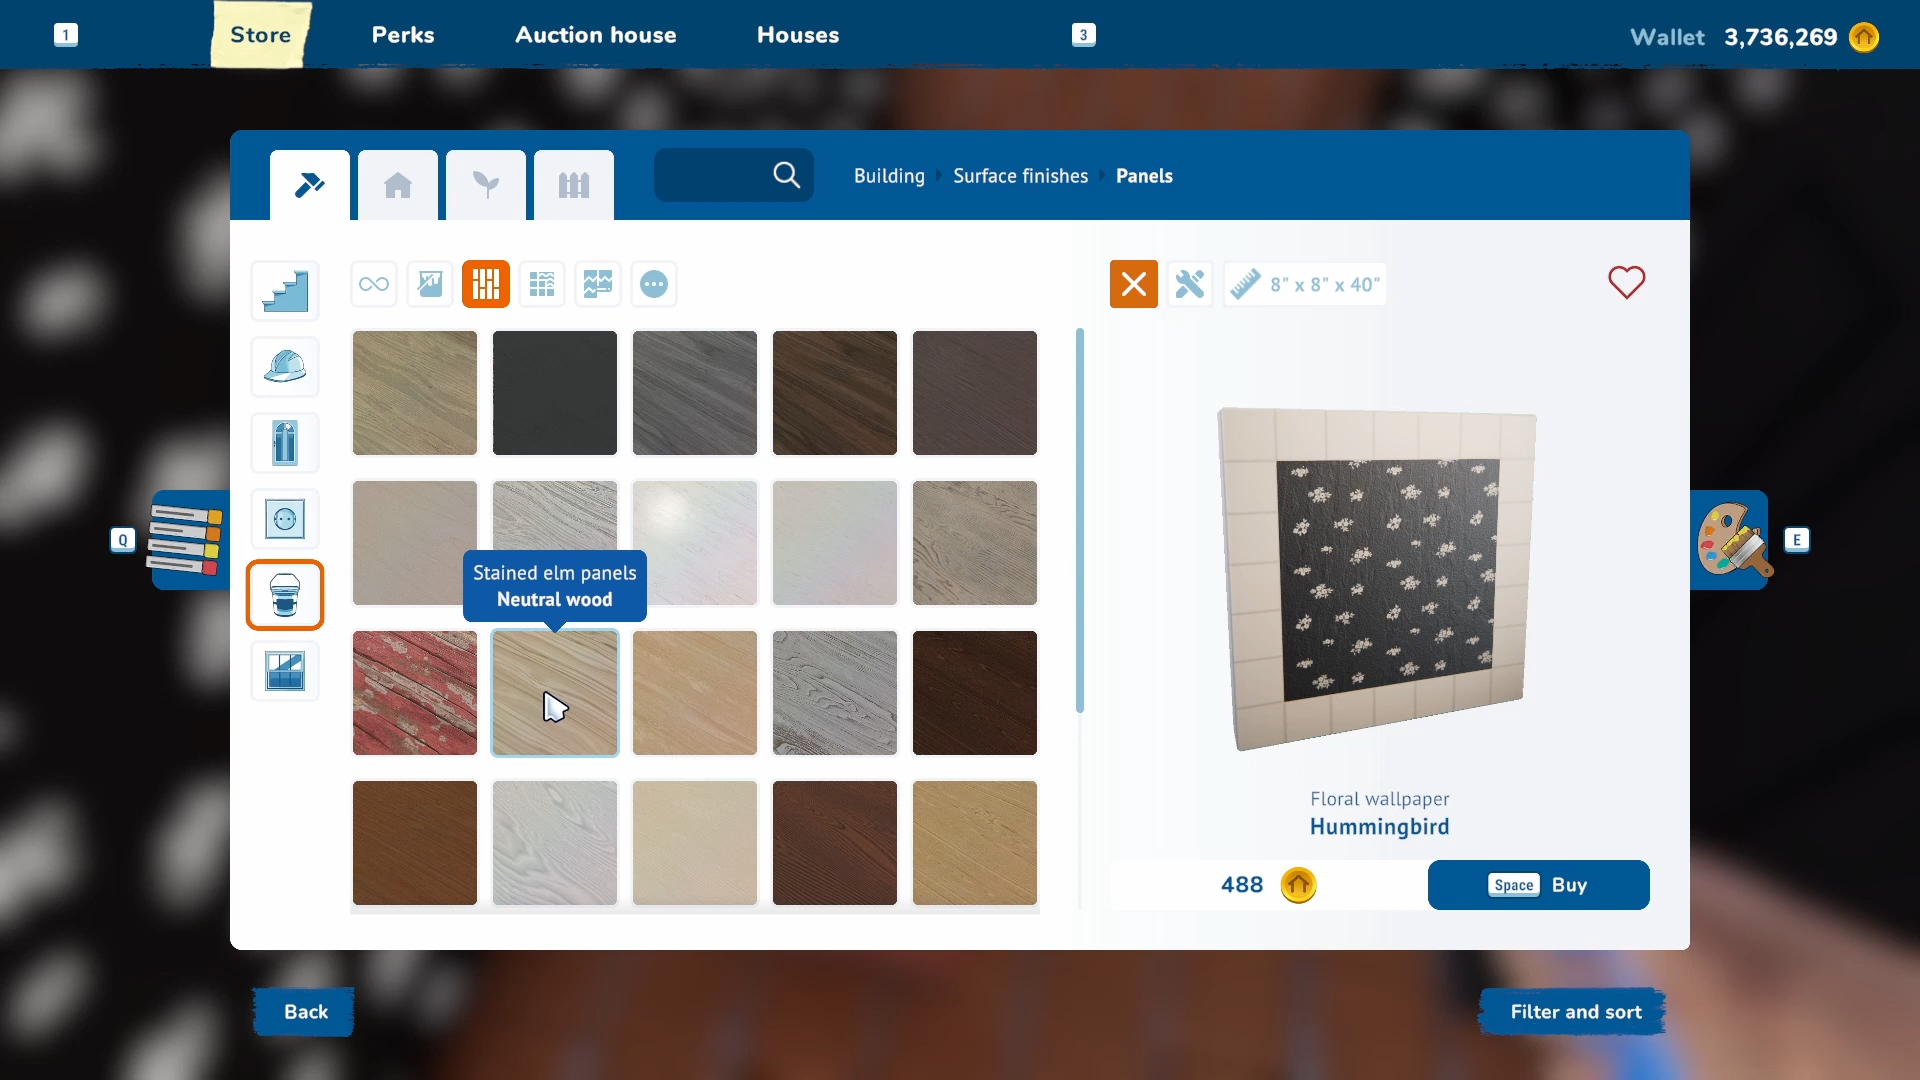 1
Store
Perks
Auction house
Houses
3
Wallet 3,736,269
Building
Surface finishes
Panels
8" x 8" x 40"
Q
Stained elm panels
Neutral wood
E
Floral wallpaper
Hummingbird
488
Space
Buy
Back
Filter and sort